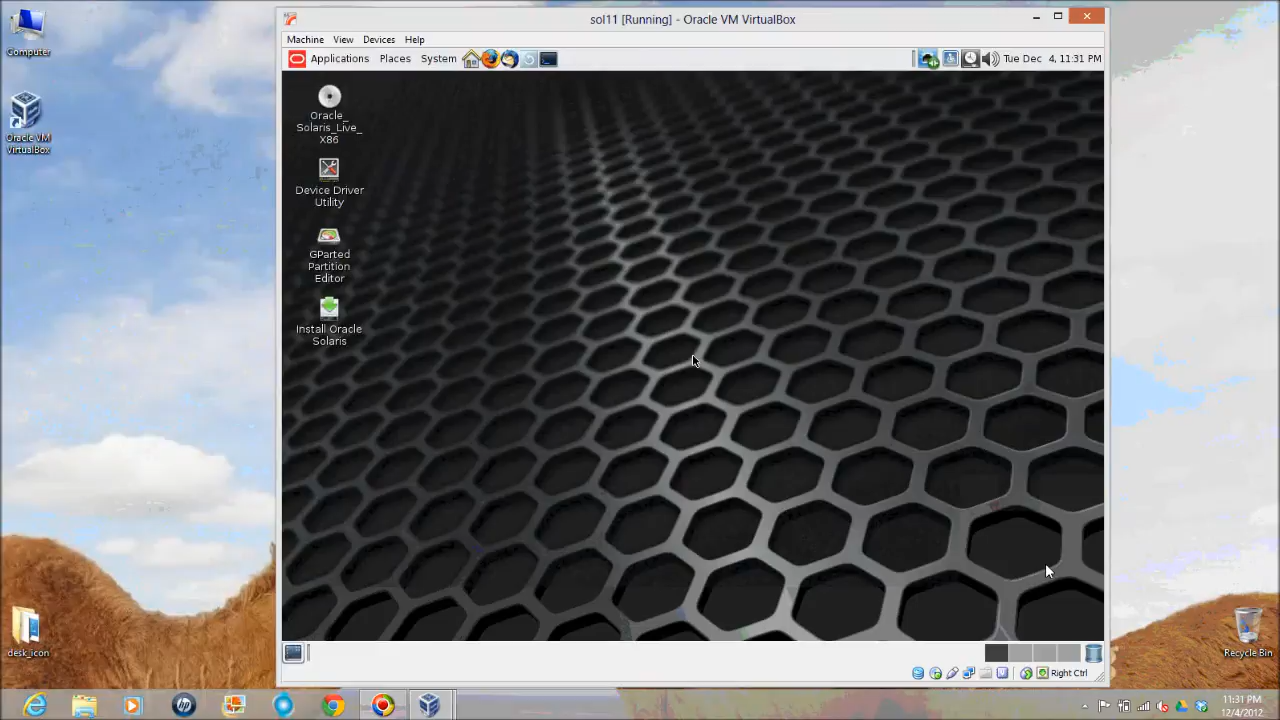 sol11 [Running] - Oracle VM VirtualBox
Machine View Devices Help
Applications Places System Tue Dec 4, 11:31 PM
Computer
Oracle VM
VirtualBox
Oracle_
Solaris_Live_
X86
Device Driver
Utility
GParted
Partition
Editor
Install Oracle
Solaris
desk_icon
Recycle Bin
Right Ctrl
11:31 PM
12/4/2012